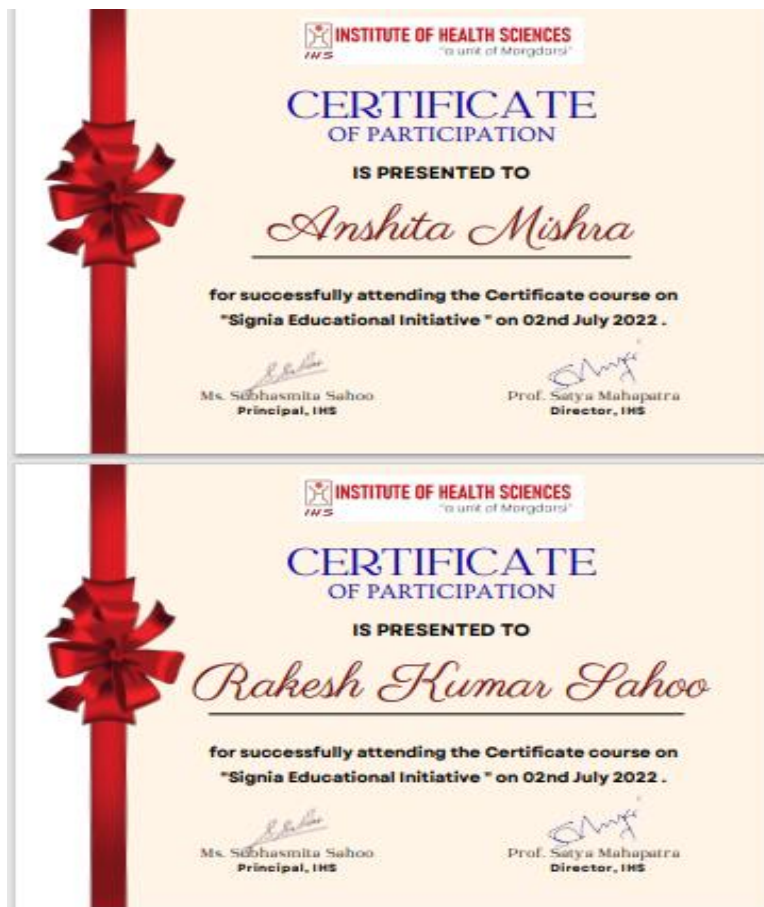 INSTITUTE OF HEALTH SCIENCES
IHS "a unit of Margdarsi"
CERTIFICATE
OF PARTICIPATION
IS PRESENTED TO
Anshita Mishra
for successfully attending the Certificate course on
"Signia Educational Initiative " on 02nd July 2022 .
Ms. Subhasmita Sahoo Prof. Satya Mahapatra
Principal, IHS Director, IHS
INSTITUTE OF HEALTH SCIENCES
IHS "a unit of Margdarsi"
CERTIFICATE
OF PARTICIPATION
IS PRESENTED TO
Rakesh Kumar Sahoo
for successfully attending the Certificate course on
"Signia Educational Initiative " on 02nd July 2022 .
Ms. Subhasmita Sahoo Prof. Satya Mahapatra
Principal, IHS Director, IHS